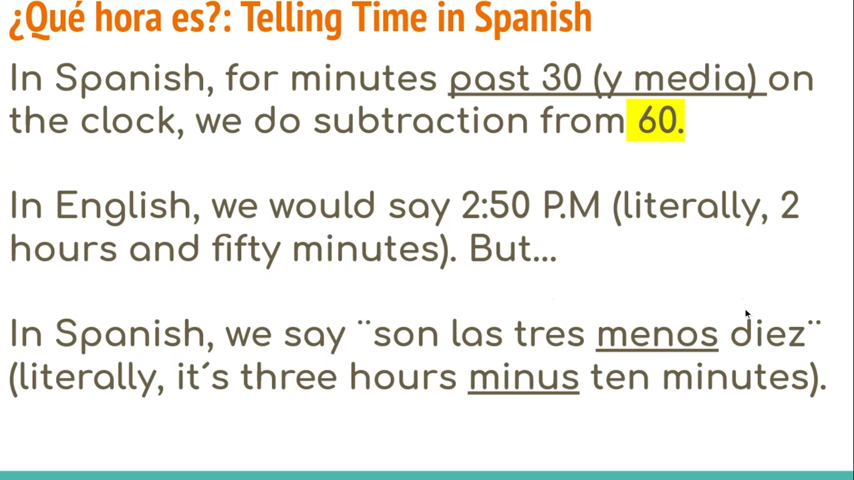 ¿Qué hora es?: Telling Time in Spanish
In Spanish, for minutes past 30 (y media) on
the clock, we do subtraction from 60.
In English, we would say 2:50 P.M (literally, 2
hours and fifty minutes). But...
In Spanish, we say ¨son las tres menos diez¨
(literally, it´s three hours minus ten minutes).